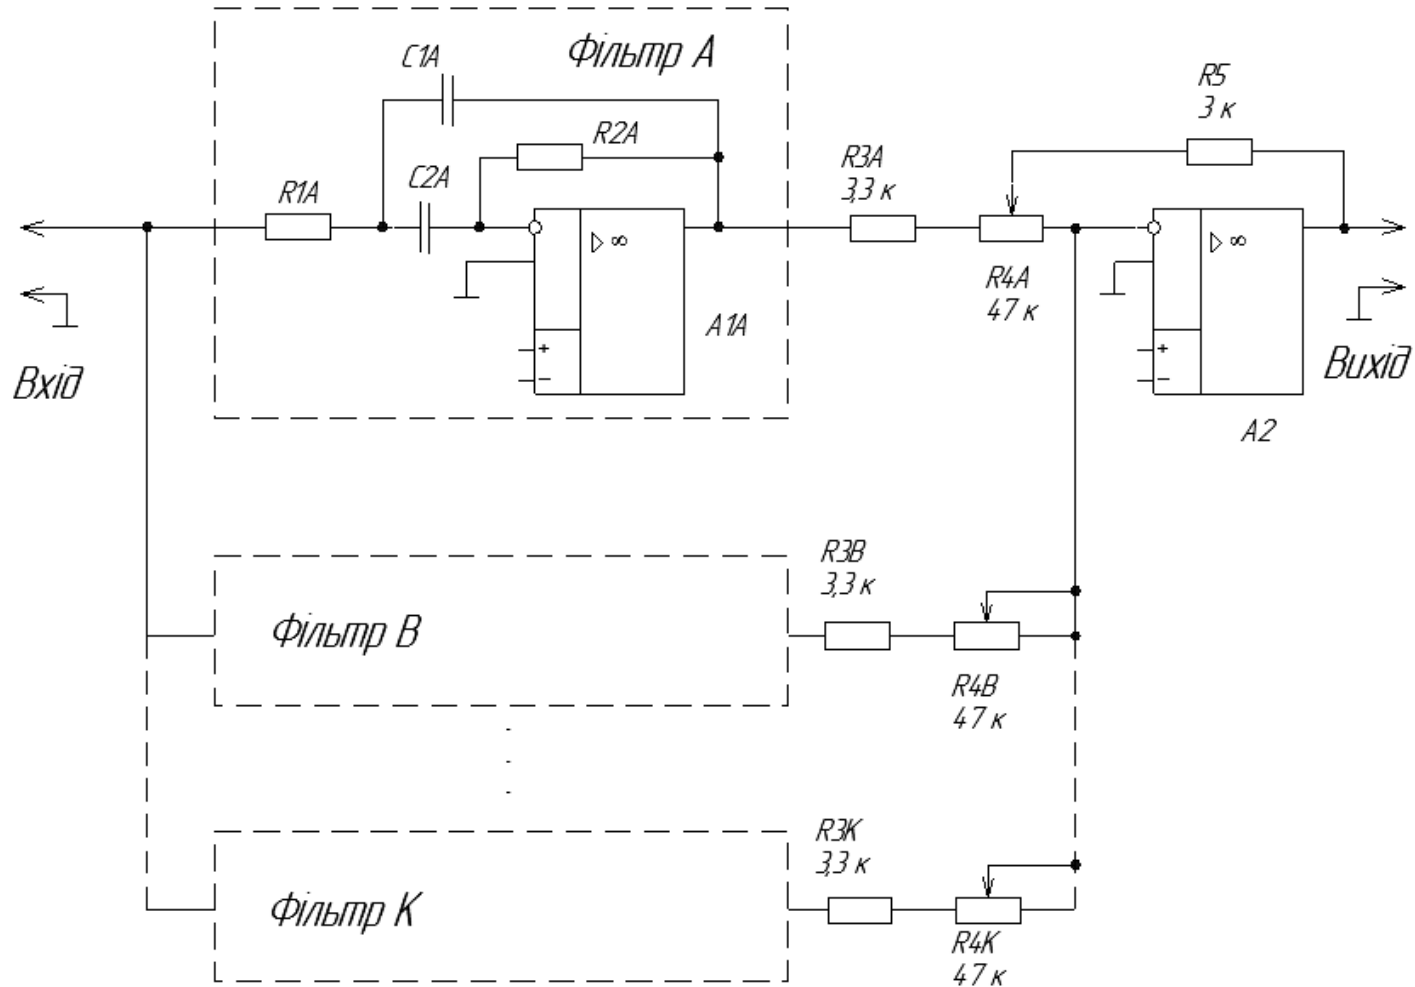 Фільтр А
C1A
R5
3 к
R2A
R3A
3,3 к
C2A
R1A
∞
∞
R4A
47 к
A1A
+
−
+
−
Вхід
Вихід
A2
R3B
3,3 к
Фільтр В
R4B
47 к
R3K
3,3 к
Фільтр К
R4K
47 к